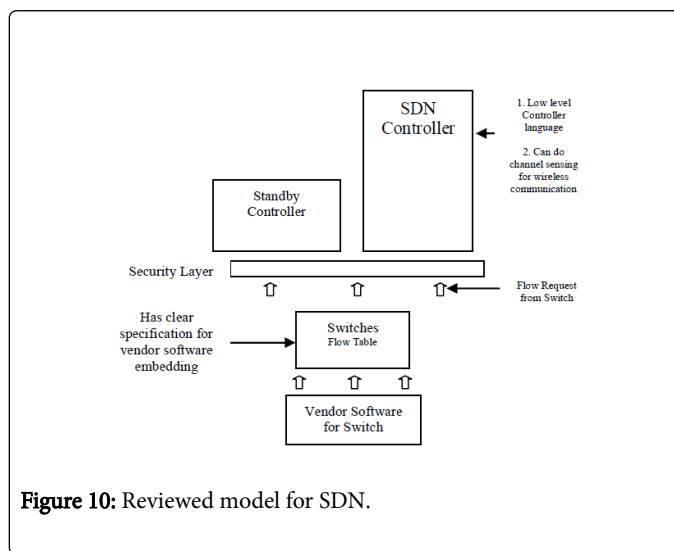 SDN
Controller
1. Low level
Controller
language
2. Can do
channel sensing
for wireless
communication
Standby
Controller
Security Layer
Flow Request
from Switch
Has clear
specification for
vendor software
embedding
Switches
Flow Table
Vendor Software
for Switch
Figure 10: Reviewed model for SDN.